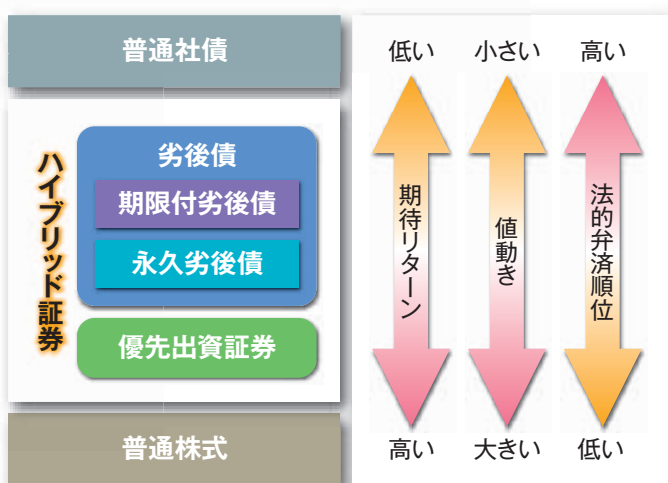 普通社債
ハイブリッド証券
劣後債
期限付劣後債
永久劣後債
優先出資証券
普通株式
低い 小さい 高い
期待リターン
値動き
法的弁済順位
高い 大きい 低い